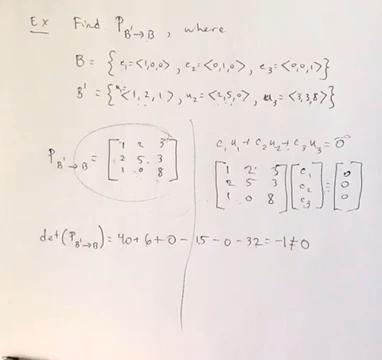 Ex Find P_{B'→B}, where
B = {e₁=<1,0,0>, e₂=<0,1,0>, e₃=<0,0,1>}
B' = {u₁=<1,2,1>, u₂=<2,5,0>, u₃=<3,3,8>}
P_{B'→B} = [1 2 3
2 5 3
1 0 8]
c₁u₁+c₂u₂+c₃u₃=0⃗
[1 2 3 [c₁ [0
2 5 3 c₂ = 0
1 0 8] c₃] 0]
det(P_{B'→B}) = 40+6+0-15-0-32=-1≠0